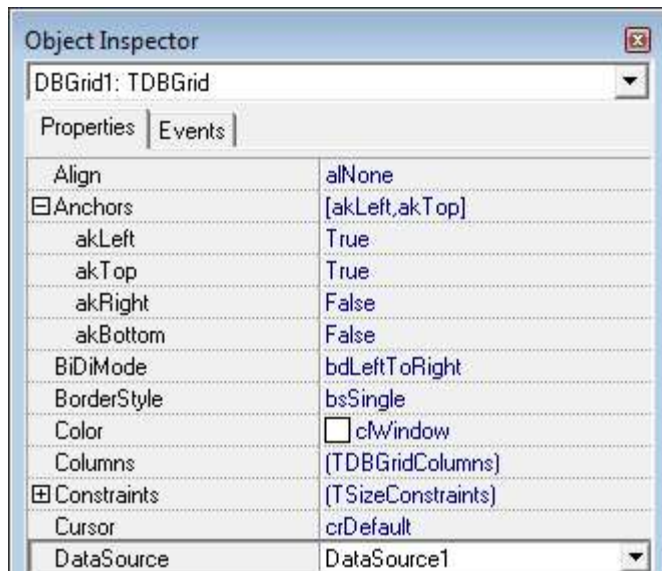 Object Inspector
DBGrid1: TDBGrid
Properties Events
Align alNone
Anchors [akLeft,akTop]
akLeft True
akTop True
akRight False
akBottom False
BiDiMode bdLeftToRight
BorderStyle bsSingle
Color clWindow
Columns (TDBGridColumns)
Constraints (TSizeConstraints)
Cursor crDefault
DataSource DataSource1